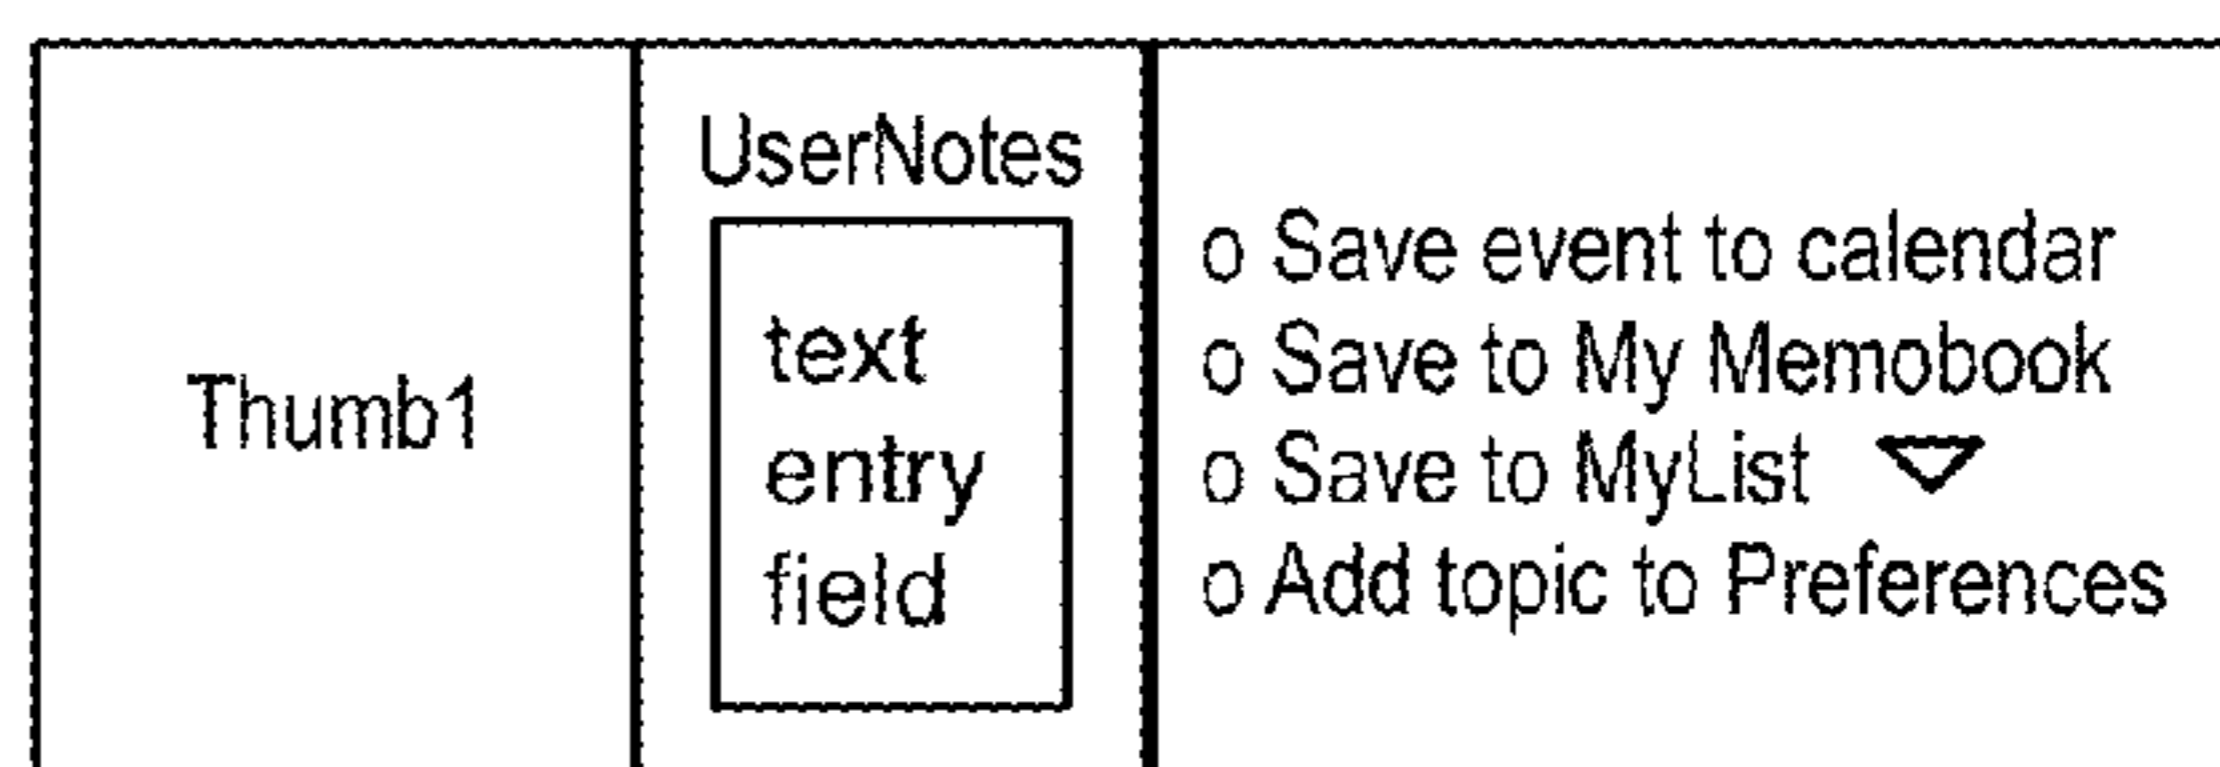 Thumb1
UserNotes
text
entry
field
o Save event to calendar
o Save to My Memobook
o Save to MyList
o Add topic to Preferences